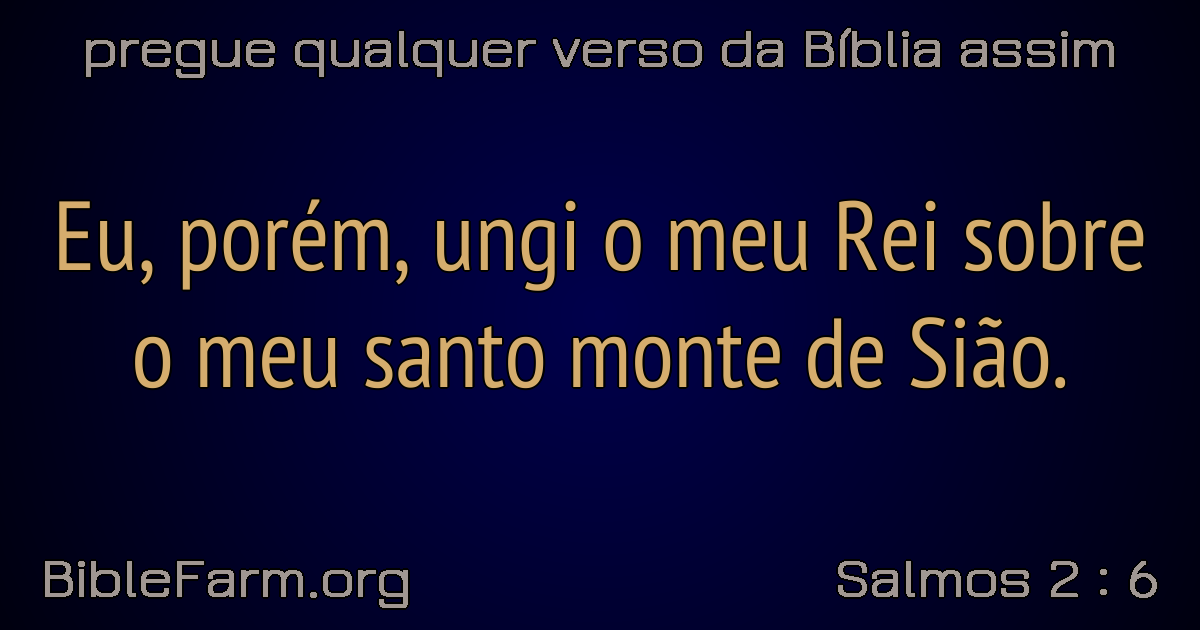 pregue qualquer verso da Bíblia assim
Eu, porém, ungi o meu Rei sobre
o meu santo monte de Sião.
BibleFarm.org
Salmos 2 : 6